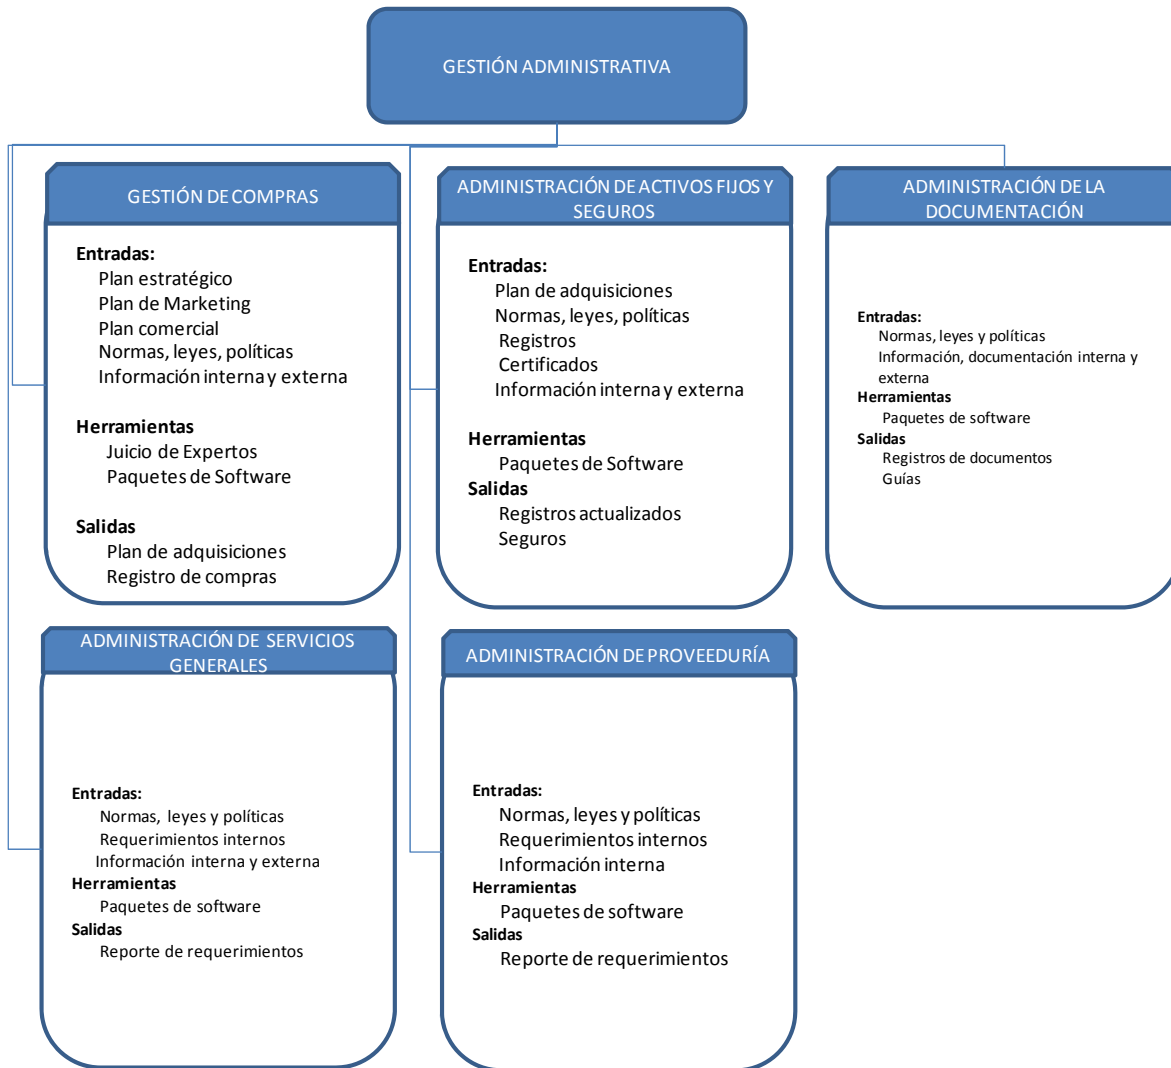 GESTIÓN ADMINISTRATIVA
GESTIÓN DE COMPRAS
Entradas:
Plan estratégico
Plan de Marketing
Plan comercial
Normas, leyes, políticas
Información interna y externa
Herramientas
Juicio de Expertos
Paquetes de Software
Salidas
Plan de adquisiciones
Registro de compras
ADMINISTRACIÓN DE ACTIVOS FIJOS Y
SEGUROS
Entradas:
Plan de adquisiciones
Normas, leyes, políticas
Registros
Certificados
Información interna y externa
Herramientas
Paquetes de Software
Salidas
Registros actualizados
Seguros
ADMINISTRACIÓN DE LA
DOCUMENTACIÓN
Entradas:
Normas, leyes y políticas
Información, documentación interna y
externa
Herramientas
Paquetes de software
Salidas
Registros de documentos
Guías
ADMINISTRACIÓN DE SERVICIOS
GENERALES
Entradas:
Normas, leyes y políticas
Requerimientos internos
Información interna y externa
Herramientas
Paquetes de software
Salidas
Reporte de requerimientos
ADMINISTRACIÓN DE PROVEEDURÍA
Entradas:
Normas, leyes y políticas
Requerimientos internos
Información interna
Herramientas
Paquetes de software
Salidas
Reporte de requerimientos